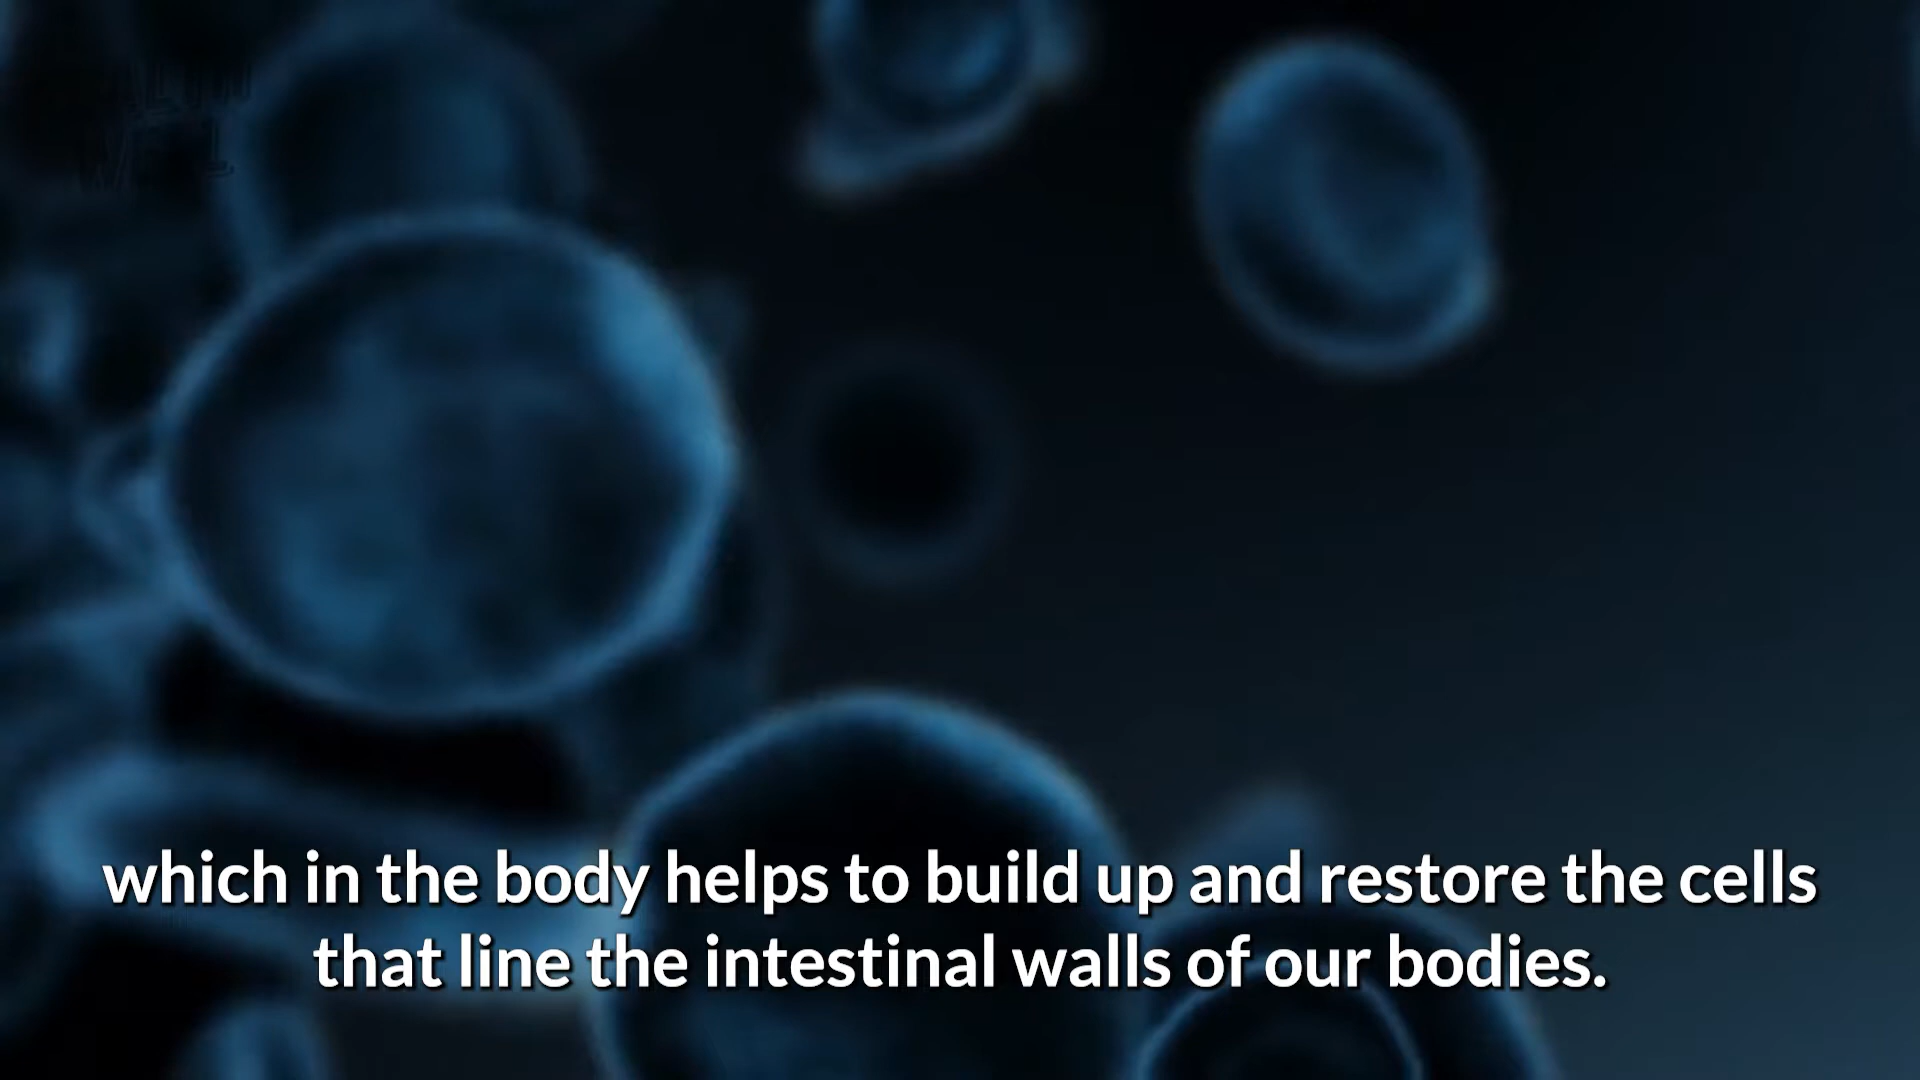 which in the body helps to build up and restore the cells
that line the intestinal walls of our bodies.